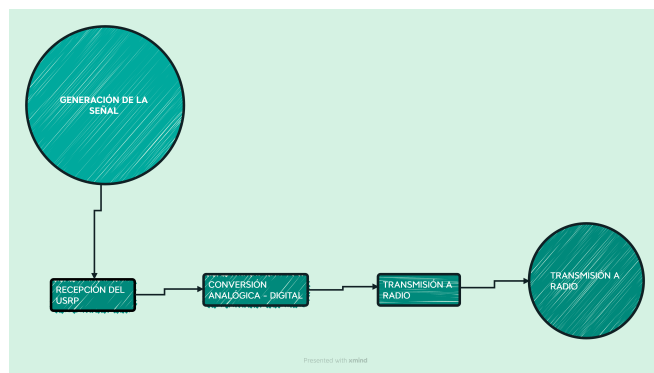 GENERACIÓN DE LA
SEÑAL
RECEPCIÓN DEL
USRP
CONVERSIÓN
ANALÓGICA - DIGITAL
TRANSMISIÓN A
RADIO
TRANSMISIÓN A
RADIO
Presented with xmind